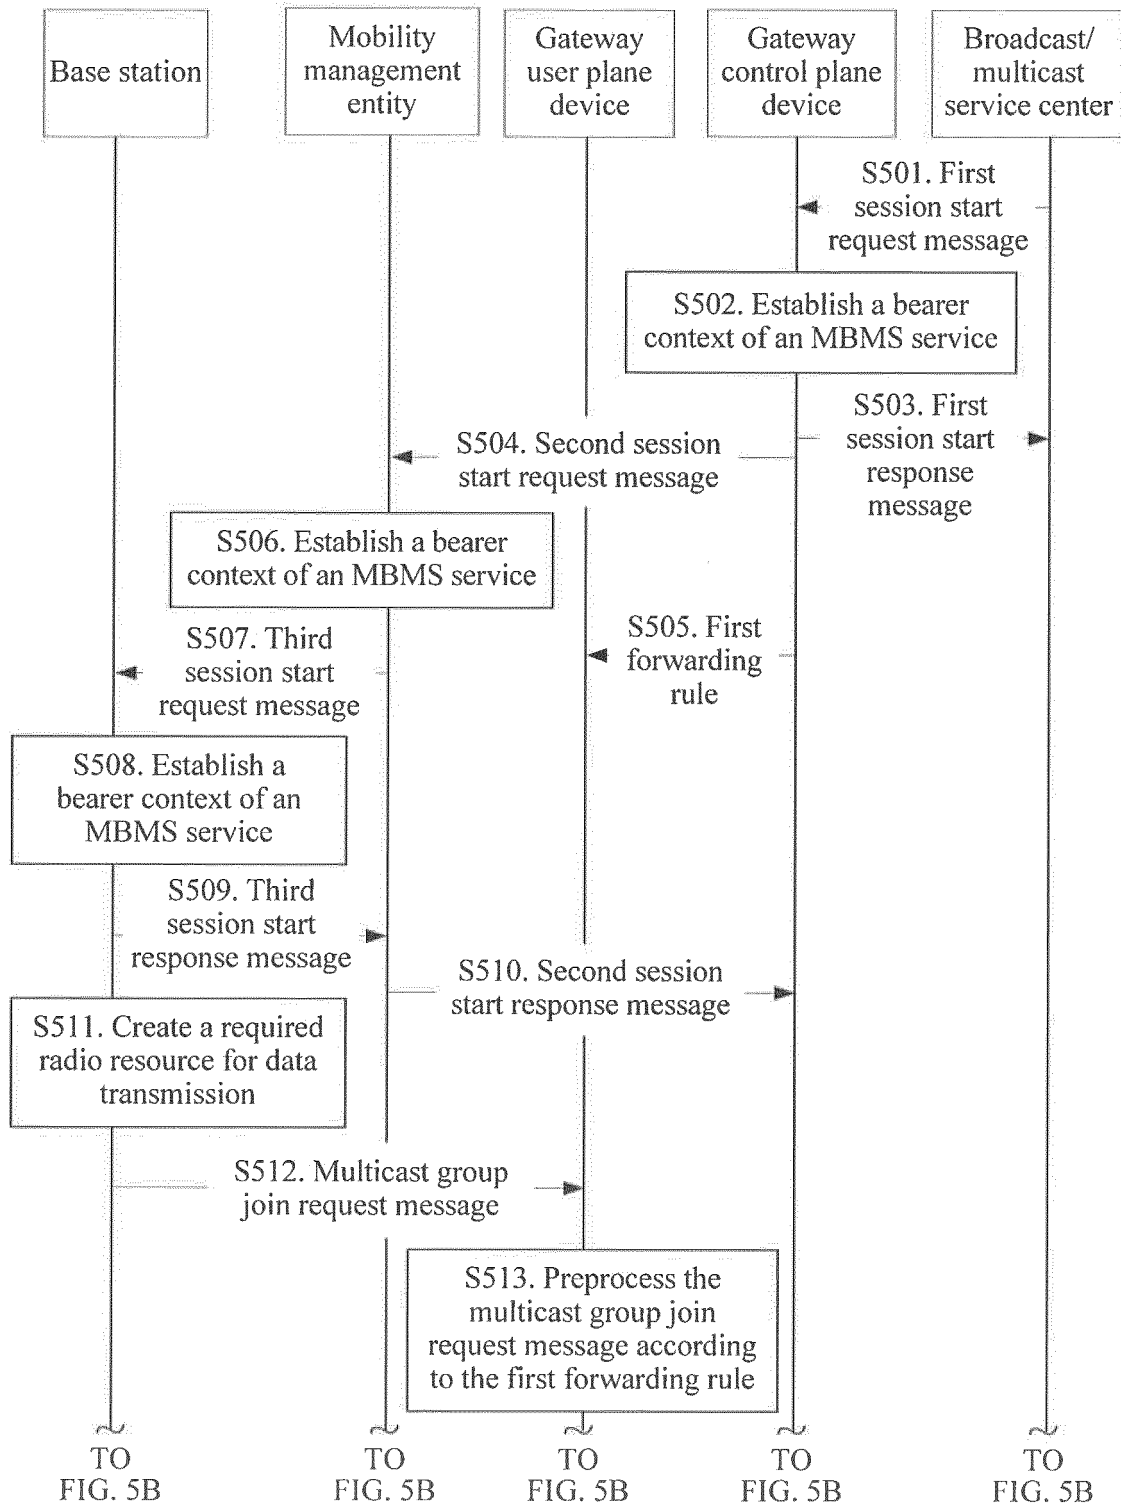 Base station
Mobility
management
entity
Gateway
user plane
device
Gateway
control plane
device
Broadcast/
multicast
service center
S501. First
session start
request message
S502. Establish a bearer
context of an MBMS service
S503. First
session start
response
message
S504. Second session
start request message
S506. Establish a bearer
context of an MBMS service
S505. First
forwarding
rule
S507. Third
session start
request message
S508. Establish a
bearer context of an
MBMS service
S509. Third
session start
response message
S510. Second session
start response message
S511. Create a required
radio resource for data
transmission
S512. Multicast group
join request message
S513. Preprocess the
multicast group join
request message according
to the first forwarding rule
TO
FIG. 5B
TO
FIG. 5B
TO
FIG. 5B
TO
FIG. 5B
TO
FIG. 5B